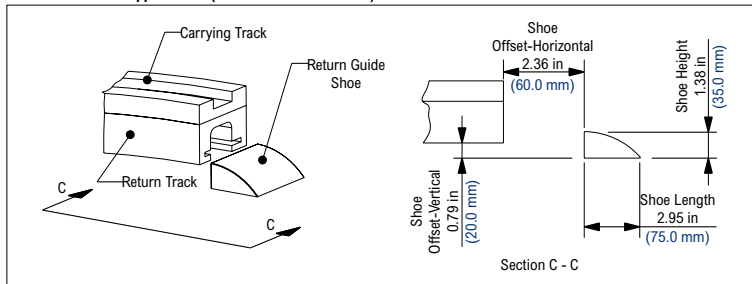 Carrying Track
Return Guide
Shoe
Return Track
C
C
Shoe
Offset-Horizontal
2.36 in
(60.0 mm)
Shoe Height
1.38 in
(35.0 mm)
Shoe
Offset-Vertical
0.79 in
(20.0 mm)
Shoe Length
2.95 in
(75.0 mm)
Section C - C